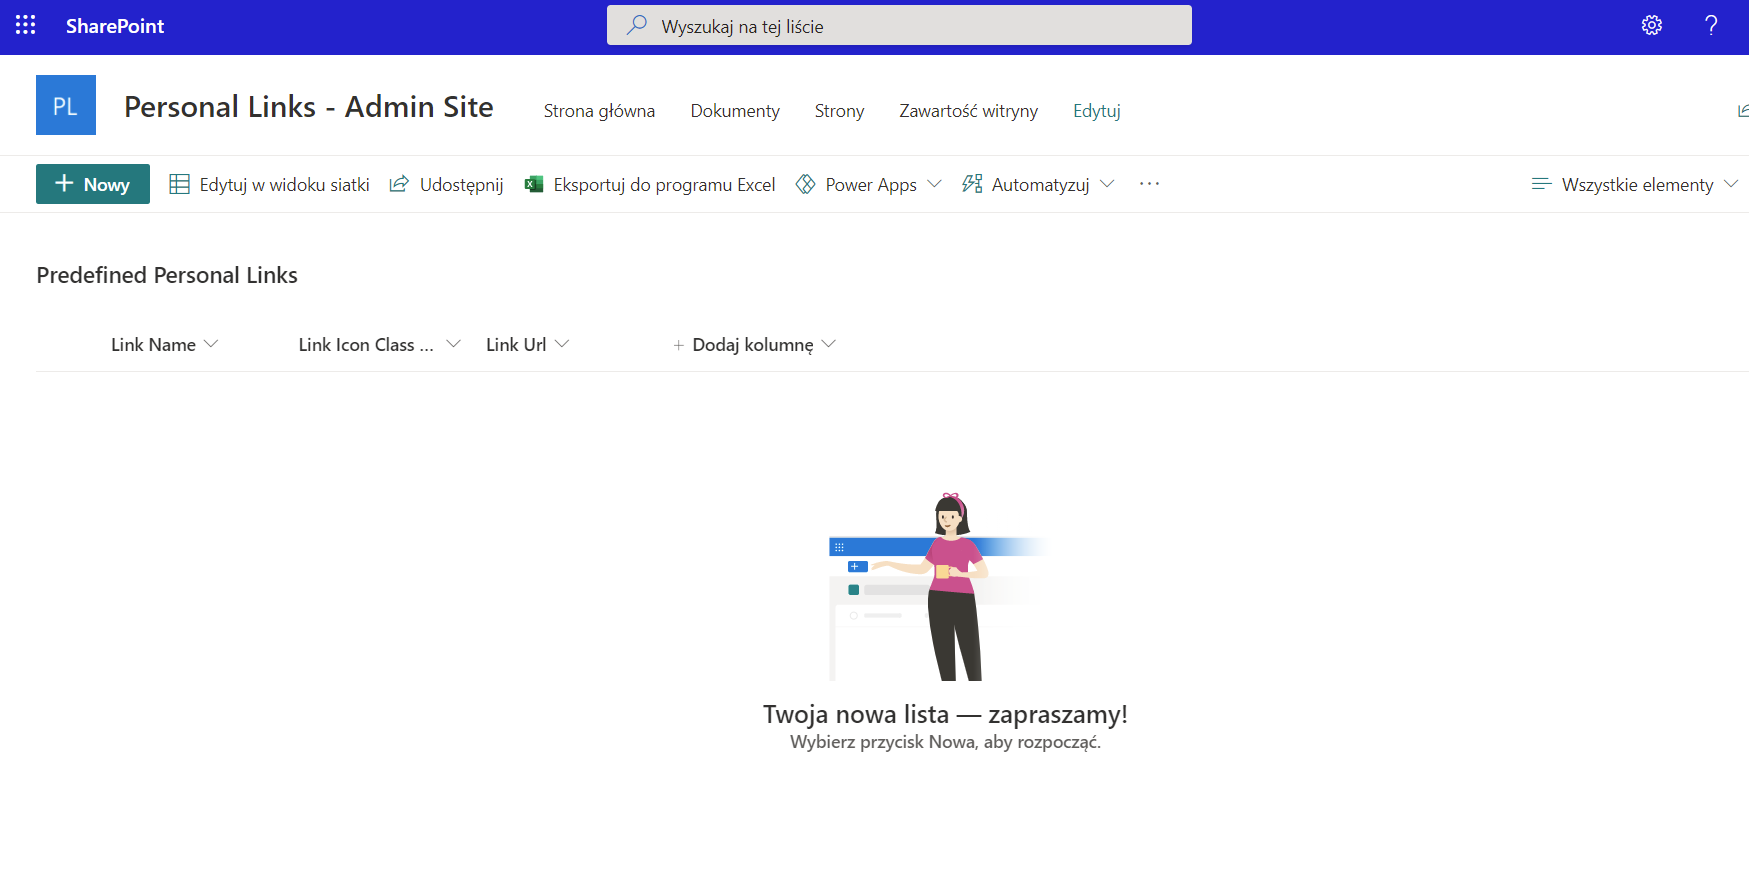 SharePoint
Wyszukaj na tej liście
PL
Personal Links - Admin Site
Strona główna
Dokumenty
Strony
Zawartość witryny
Edytuj
Nowy
Edytuj w widoku siatki
Udostępnij
Eksportuj do programu Excel
Power Apps
Automatyzuj
Wszystkie elementy
Predefined Personal Links
Link Name
Link Icon Class ...
Link Url
Dodaj kolumnę
Twoja nowa lista — zapraszamy!
Wybierz przycisk Nowa, aby rozpocząć.